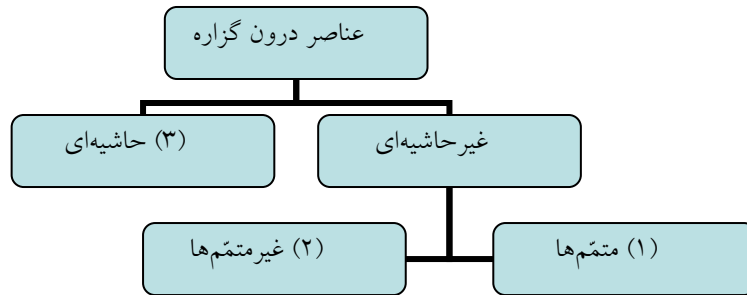 عناصر درون گزاره
غیرحاشیه‌ای
(۳) حاشیه‌ای
(۱) متمّم‌ها
(۲) غیرمتمّم‌ها